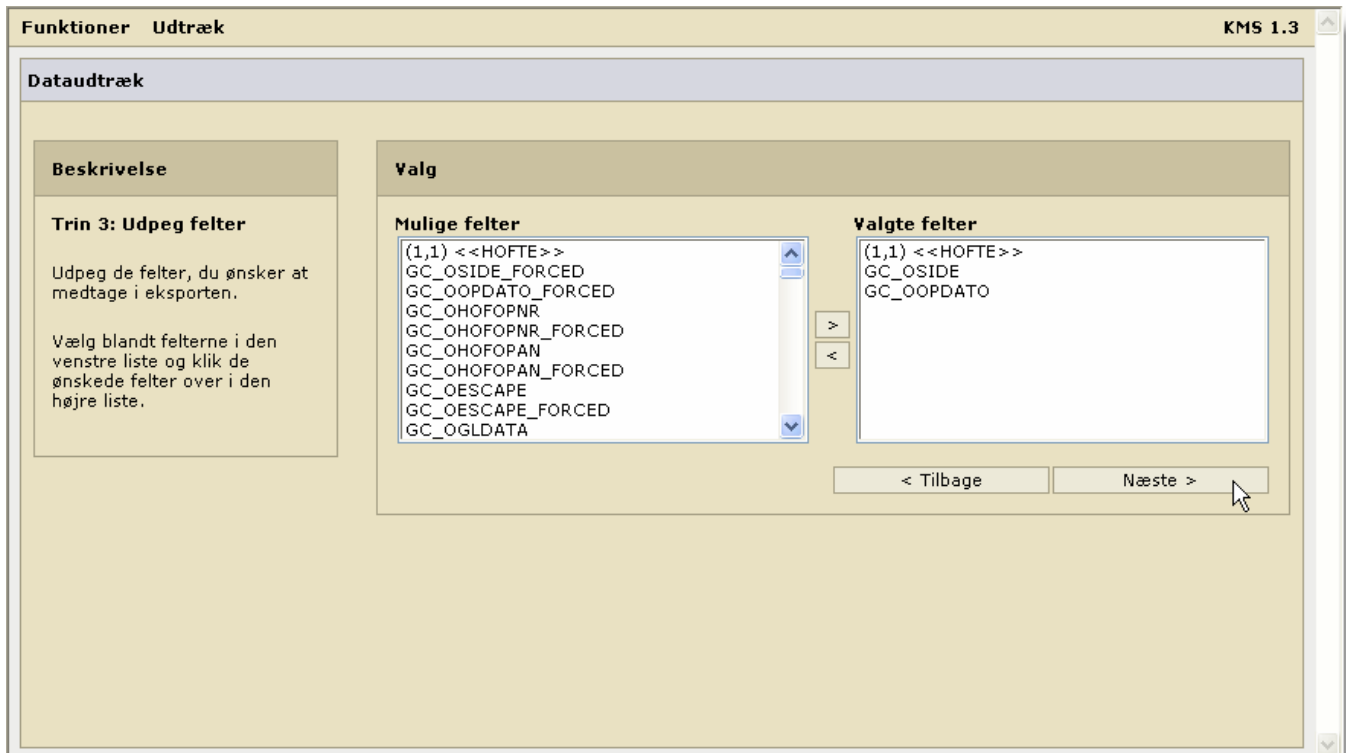 Funktioner Udtræk KMS 1.3
Dataudtræk
Beskrivelse
Trin 3: Udpeg felter
Udpeg de felter, du ønsker at
medtage i eksporten.
Vælg blandt felterne i den
venstre liste og klik de
ønskede felter over i den
højre liste.
Valg
Mulige felter
(1,1) <<HOFTE>>
GC_OSIDE_FORCED
GC_OOPDATO_FORCED
GC_OHOFOPNR
GC_OHOFOPNR_FORCED
GC_OHOFOPAN
GC_OHOFOPAN_FORCED
GC_OESCAPE
GC_OESCAPE_FORCED
GC_OGLDATA
>
<
Valgte felter
(1,1) <<HOFTE>>
GC_OSIDE
GC_OOPDATO
< Tilbage
Næste >